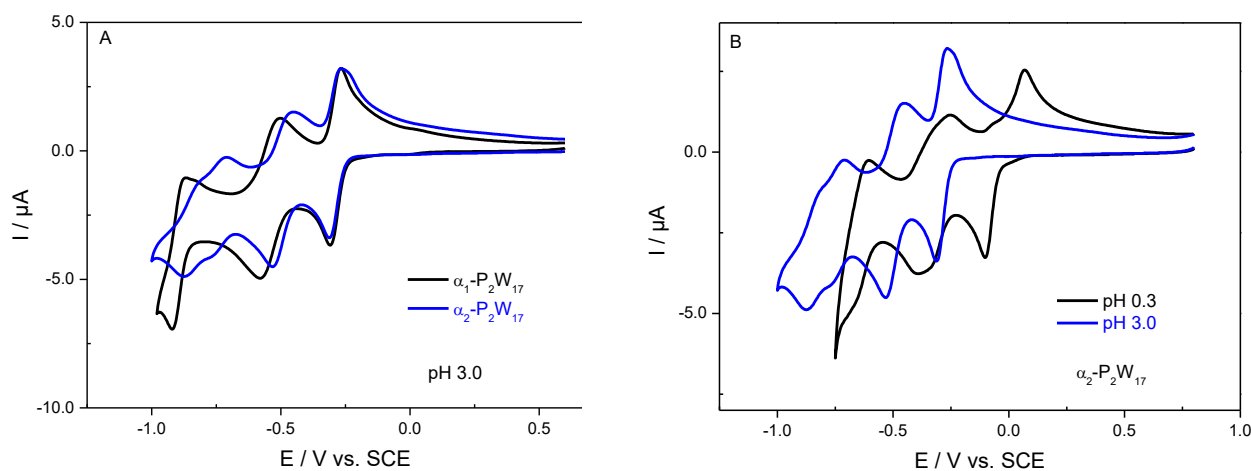 A
5.0
0.0
-5.0
-10.0
I / µA
α₁-P₂W₁₇
α₂-P₂W₁₇
pH 3.0
-1.0 -0.5 0.0 0.5
E / V vs. SCE
B
0.0
-5.0
I / µA
pH 0.3
pH 3.0
α₂-P₂W₁₇
-1.0 -0.5 0.0 0.5 1.0
E / V vs. SCE